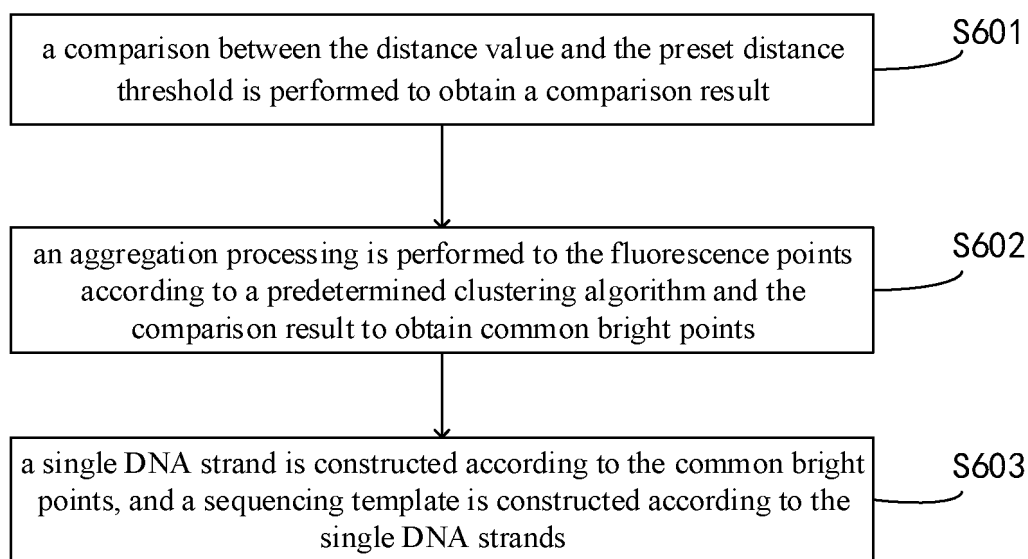 a comparison between the distance value and the preset distance
threshold is performed to obtain a comparison result
S601
an aggregation processing is performed to the fluorescence points
according to a predetermined clustering algorithm and the
comparison result to obtain common bright points
S602
a single DNA strand is constructed according to the common bright
points, and a sequencing template is constructed according to the
single DNA strands
S603